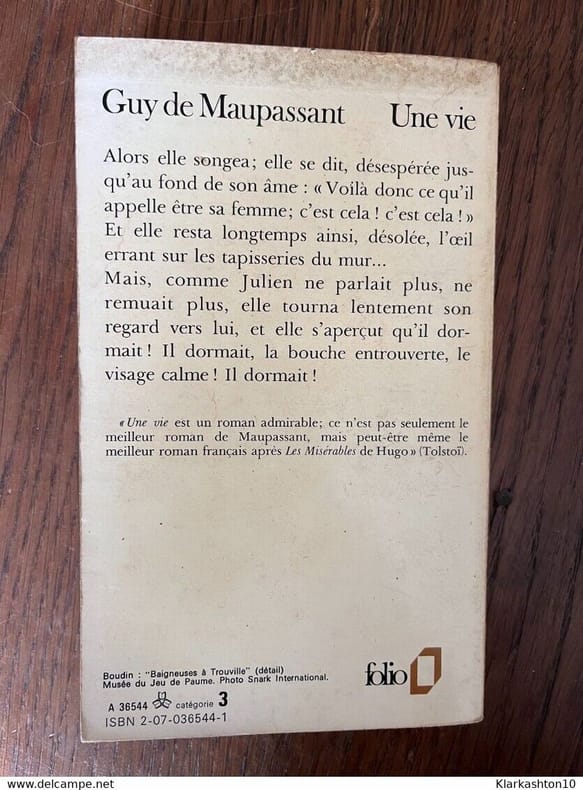 Guy de Maupassant Une vie
Alors elle songea; elle se dit, désespérée jus-
qu'au fond de son âme : « Voilà donc ce qu'il
appelle être sa femme; c'est cela ! c'est cela ! »
Et elle resta longtemps ainsi, désolée, l'œil
errant sur les tapisseries du mur...
Mais, comme Julien ne parlait plus, ne
remuait plus, elle tourna lentement son
regard vers lui, et elle s'aperçut qu'il dor-
mait ! Il dormait, la bouche entrouverte, le
visage calme ! Il dormait !
« Une vie est un roman admirable; ce n'est pas seulement le
meilleur roman de Maupassant, mais peut-être même le
meilleur roman français après Les Misérables de Hugo » (Tolstoï).
Boudin : "Baigneuses à Trouville" (détail)
Musée du Jeu de Paume. Photo Snark International.
folio
A 36544 catégorie 3
ISBN 2-07-036544-1
www.delcampe.net
Klarkashton10